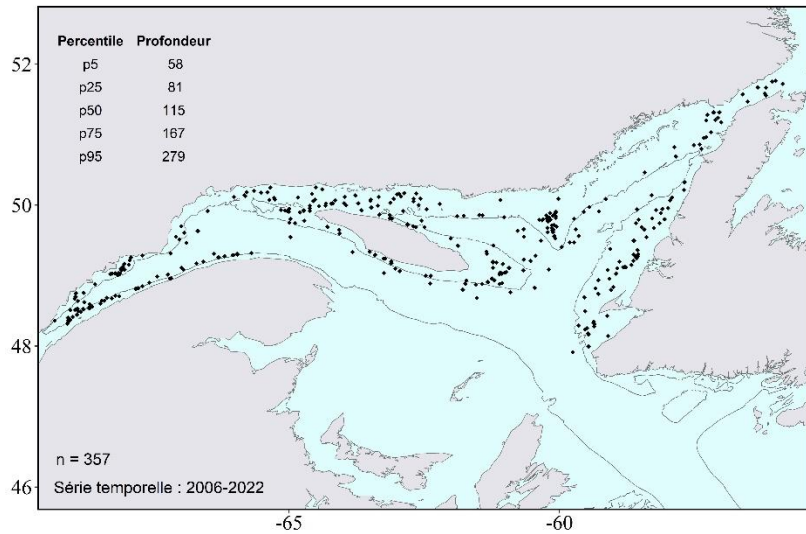 Percentile Profondeur
p5 58
p25 81
p50 115
p75 167
p95 279
52
50
48
46
n = 357
Série temporelle : 2006-2022
-65 -60